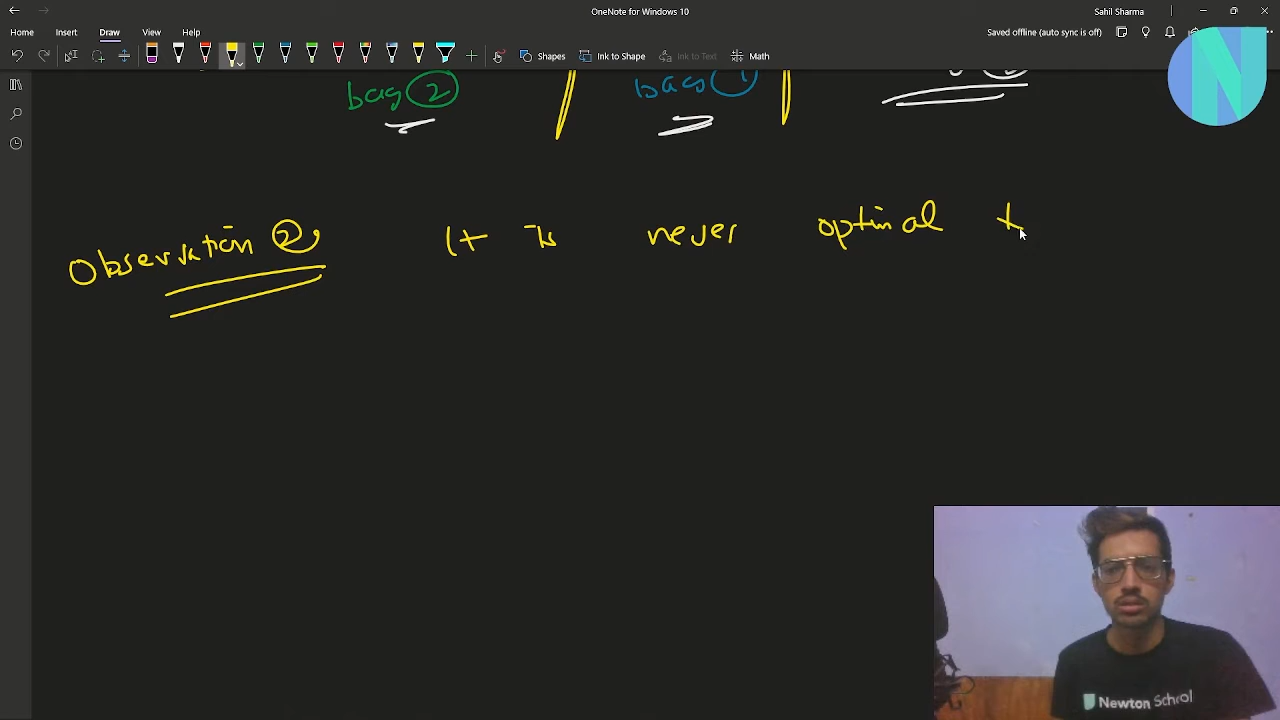 OneNote for Windows 10
Sahil Sharma
Home Insert Draw View Help
Saved offline (auto sync is off)
Shapes Ink to Shape Ink to Text Math
bag 2 bag 1
Observation 2 It is never optimal t
Newton School